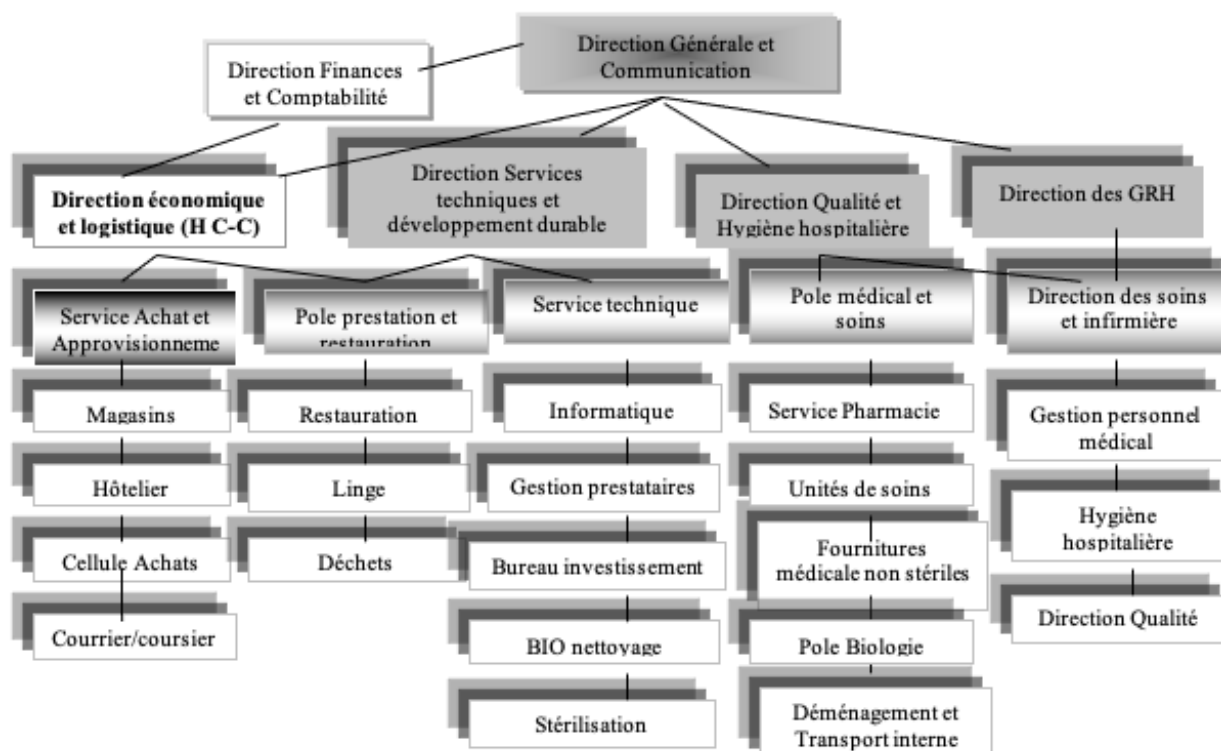 Direction Générale et
Communication
Direction Finances
et Comptabilité
Direction économique
et logistique (H C-C)
Direction Services
techniques et
développement durable
Direction Qualité et
Hygiène hospitalière
Direction des GRH
Service Achat et
Approvisionneme
Pole prestation et
restauration
Service technique
Pole médical et
soins
Direction des soins
et infirmière
Magasins
Hôtelier
Cellule Achats
Courrier/coursier
Restauration
Linge
Déchets
Informatique
Gestion prestataires
Bureau investissement
BIO nettoyage
Stérilisation
Service Pharmacie
Unités de soins
Fournitures
médicale non stériles
Pole Biologie
Déménagement et
Transport interne
Gestion personnel
médical
Hygiène
hospitalière
Direction Qualité